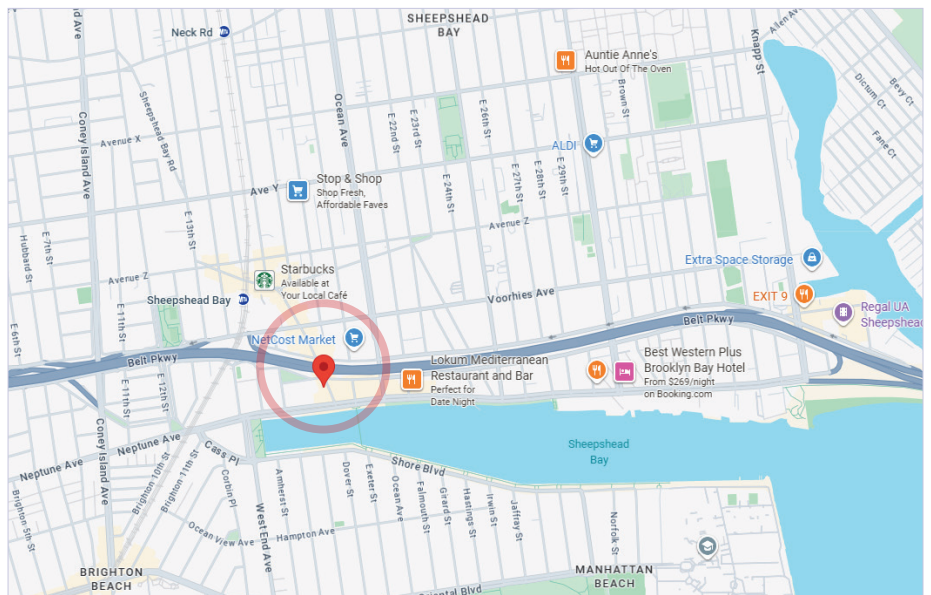 SHEEPSHEAD
BAY
Neck Rd
Ocean Ave
Knapp St
Allen Ave
Auntie Anne's
Hot Out Of The Oven
Coney Island Ave
Sheepshead Bay Rd
Avenue X
E 22nd St
E 23rd St
E 26th St
Brown St
Dictum Ct
Bevy Ct
Fane Ct
ALDI
Stop & Shop
Shop Fresh,
Affordable Faves
Ave Y
E 24th St
E 27th St
E 28th St
E 29th St
E 13th St
E 7th St
Hubbard St
Avenue Z
Avenue Z
Starbucks
Available at
Your Local Café
Extra Space Storage
Sheepshead Bay
Voorhies Ave
EXIT 9
Regal UA
Sheepshead
E 11th St
E 6th St
NetCost Market
Belt Pkwy
Belt Pkwy
Lokum Mediterranean
Restaurant and Bar
Perfect for
Date Night
Best Western Plus
Brooklyn Bay Hotel
From $269/night
on Booking.com
E 11th St
E 12th St
Neptune Ave
Neptune Ave
Coney Island Ave
Cass Pl
Sheepshead
Bay
Shore Blvd
Brighton 10th St
Brighton 11th St
Corbin Pl
Amherst St
Dover St
Exeter St
Ocean Ave
Falmouth St
Girard St
Hastings St
Irwin St
Jaffray St
Norfolk St
Brighton 5th St
West End Ave
Ocean View Ave
Hampton Ave
BRIGHTON
BEACH
MANHATTAN
BEACH
Oriental Blvd